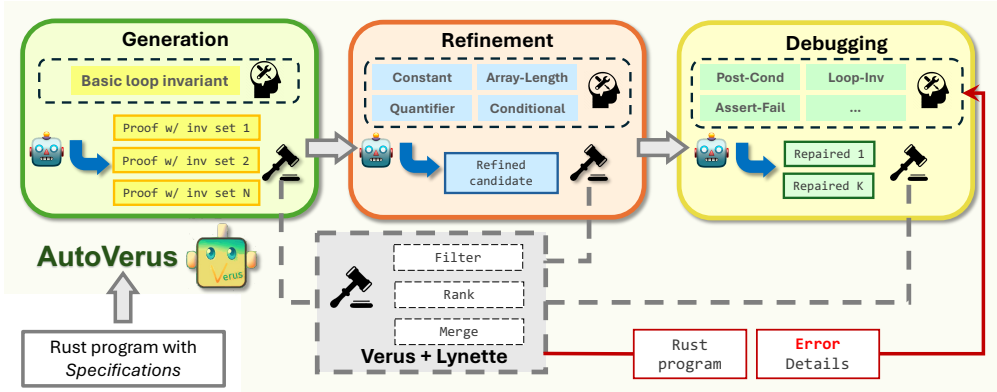 Generation
Basic loop invariant
Proof w/ inv set 1
Proof w/ inv set 2
Proof w/ inv set N
Refinement
Constant
Array-Length
Quantifier
Conditional
Refined
candidate
Debugging
Post-Cond
Loop-Inv
Assert-Fail
...
Repaired 1
Repaired K
AutoVerus
Verus
Rust program with
Specifications
Filter
Rank
Merge
Verus + Lynette
Rust
program
Error
Details